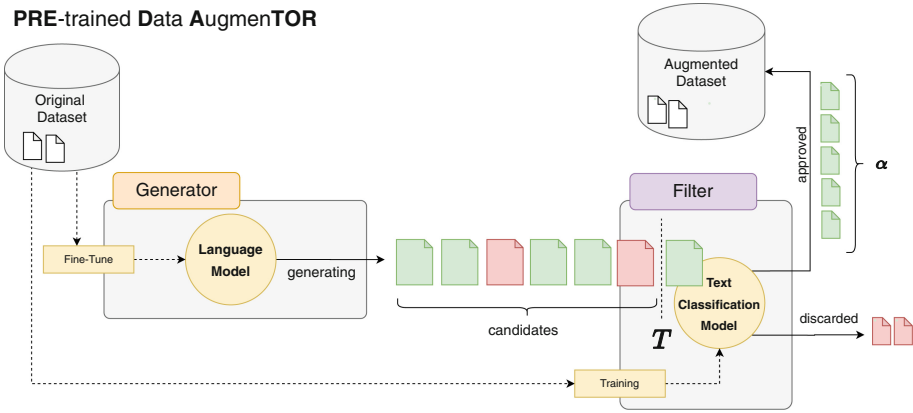 PRE-trained Data AugmenTOR
Original
Dataset
Augmented
Dataset
approved
α
Generator
Filter
Fine-Tune
Language
Model
generating
candidates
T
Text
Classification
Model
discarded
Training